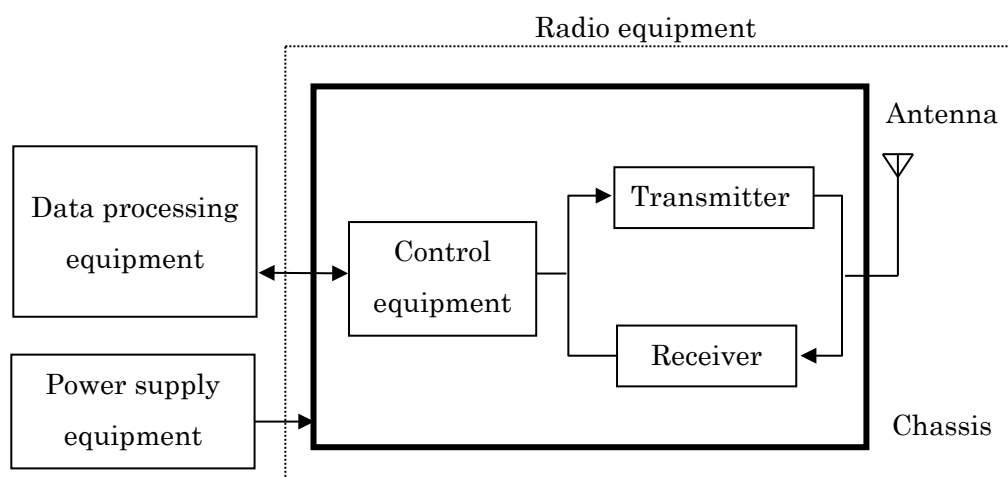 Radio equipment
Antenna
Data processing
equipment
Control
equipment
Transmitter
Receiver
Power supply
equipment
Chassis